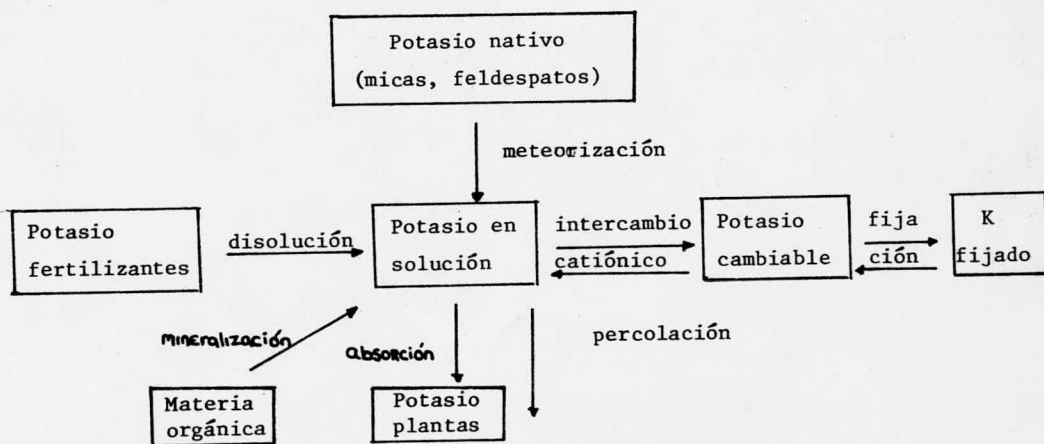 Potasio nativo
(micas, feldespatos)
meteorización
Potasio
fertilizantes
disolución
Potasio en
solución
intercambio
catiónico
Potasio
cambiable
fija
ción
K
fijado
mineralización
absorción
percolación
Materia
orgánica
Potasio
plantas